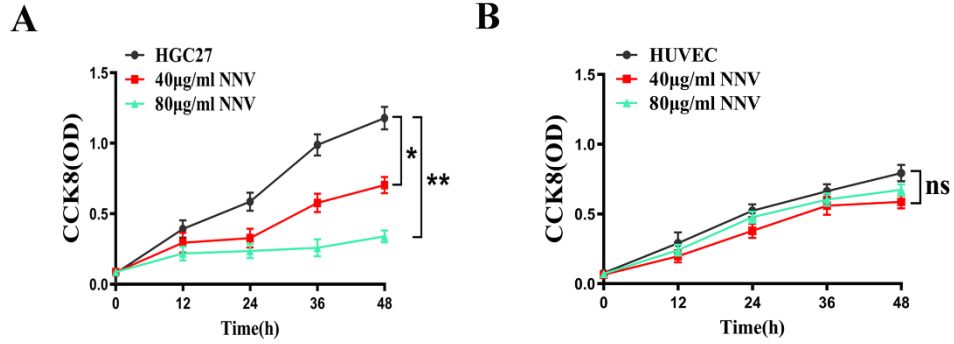 A
HGC27
40μg/ml NNV
80μg/ml NNV
CCK8(OD)
1.5
1.0
0.5
0.0
*
**
0 12 24 36 48
Time(h)
B
HUVEC
40μg/ml NNV
80μg/ml NNV
CCK8(OD)
1.5
1.0
0.5
0.0
ns
0 12 24 36 48
Time(h)